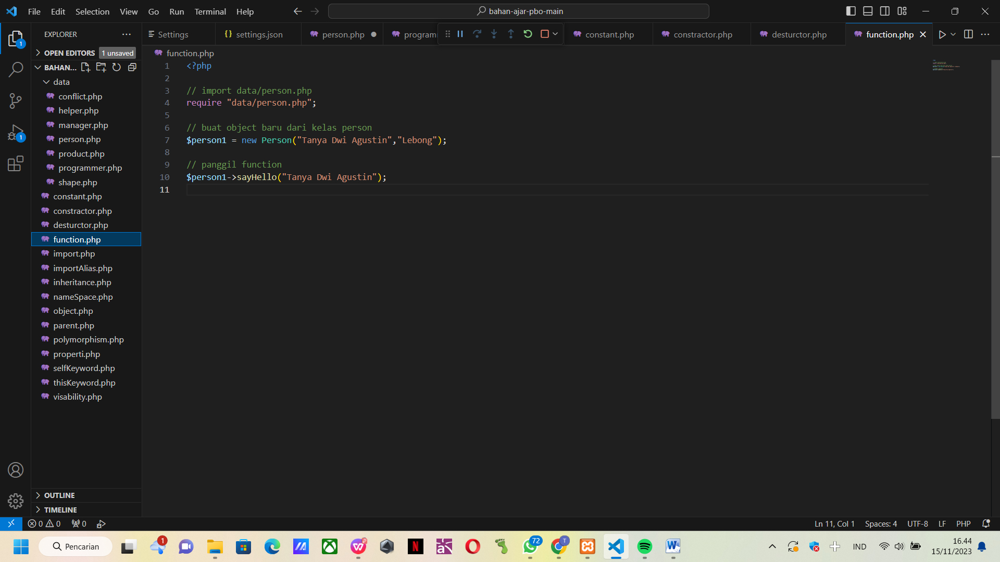 File Edit Selection View Go Run Terminal Help
bahan-ajar-pbo-main
EXPLORER
Settings
settings.json
person.php
program
constant.php
constractor.php
desturctor.php
function.php
OPEN EDITORS 1 unsaved
function.php
BAHAN...
data
conflict.php
helper.php
manager.php
person.php
product.php
programmer.php
shape.php
constant.php
constractor.php
desturctor.php
function.php
import.php
importAlias.php
inheritance.php
nameSpace.php
object.php
parent.php
polymorphism.php
properti.php
selfKeyword.php
thisKeyword.php
visability.php
OUTLINE
TIMELINE
1 <?php
2
3 // import data/person.php
4 require "data/person.php";
5
6 // buat object baru dari kelas person
7 $person1 = new Person("Tanya Dwi Agustin","Lebong");
8
9 // panggil function
10 $person1->sayHello("Tanya Dwi Agustin");
11
0 0 0
Ln 11, Col 1 Spaces: 4 UTF-8 LF PHP
Pencarian
1
72
IND
16.44
15/11/2023